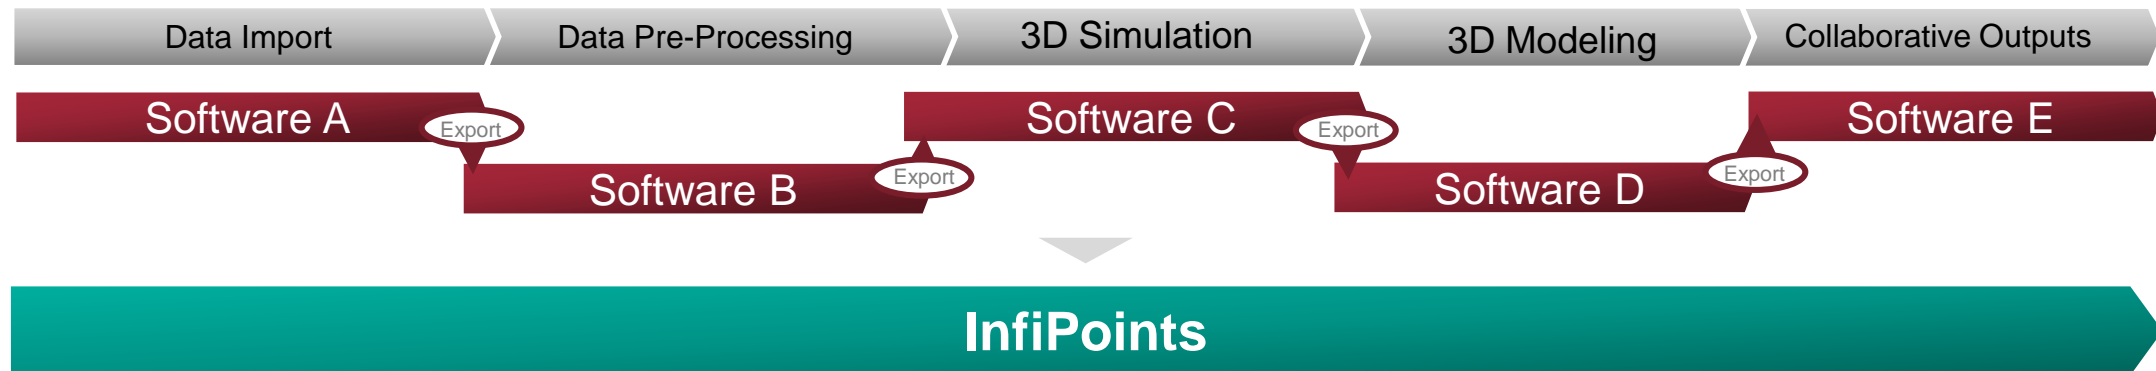 Data Import
Data Pre-Processing
3D Simulation
3D Modeling
Collaborative Outputs
Software A
Export
Software B
Export
Software C
Export
Software D
Export
Software E
InfiPoints